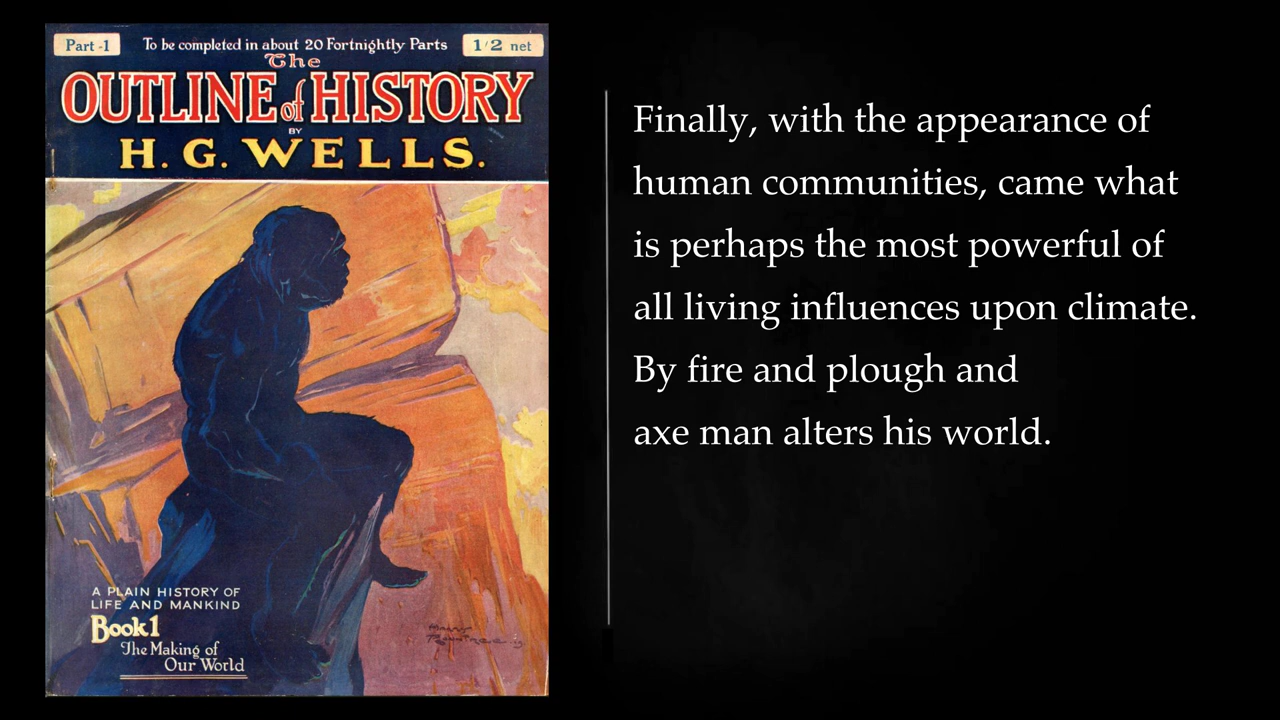 Part -1
To be completed in about 20 Fortnightly Parts
1/2 net
The
OUTLINE of HISTORY
BY
H. G. WELLS.
A PLAIN HISTORY OF
LIFE AND MANKIND
Book 1
The Making of
Our World
Finally, with the appearance of
human communities, came what
is perhaps the most powerful of
all living influences upon climate.
By fire and plough and
axe man alters his world.